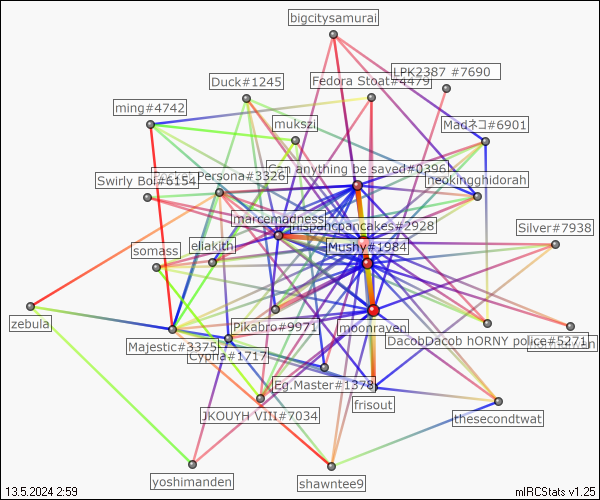 bigcitysamurai
LPK2387 #7690
Duck#1245
Fedora Stoat#4479
ming#4742
mukszi
Madネコ#6901
Can anything be saved#0396
Persona#3326
Swirly Boi#6154
neokingghidorah
marcemadness
hispanicpancakes#2928
Silver#7938
eliakith
Mushy#1984
somass
zebula
Pikabro#9971
moonraven
Majestic#3375
DacobDacob hORNY police#5271
Cypna#1717
Eg.Master#1378
frisout
JKOUYH VIII#7034
thesecondtwat
yoshimanden
shawntee9
13.5.2024 2:59
mIRCStats v1.25